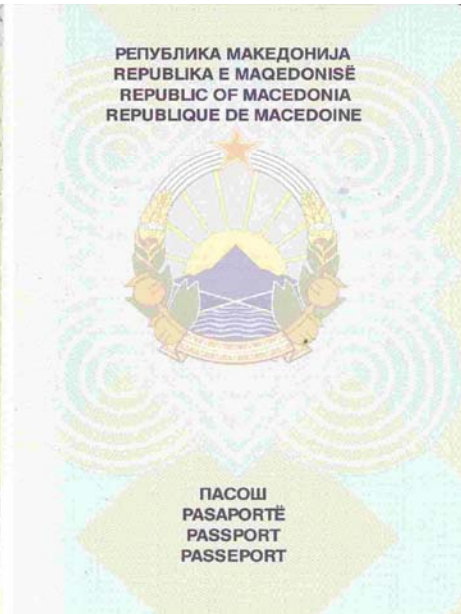 РЕПУБЛИКА МАКЕДОНИЈА
REPUBLIKA E MAQEDONISË
REPUBLIC OF MACEDONIA
REPUBLIQUE DE MACEDOINE
ПАСОШ
PASAPORTË
PASSPORT
PASSEPORT